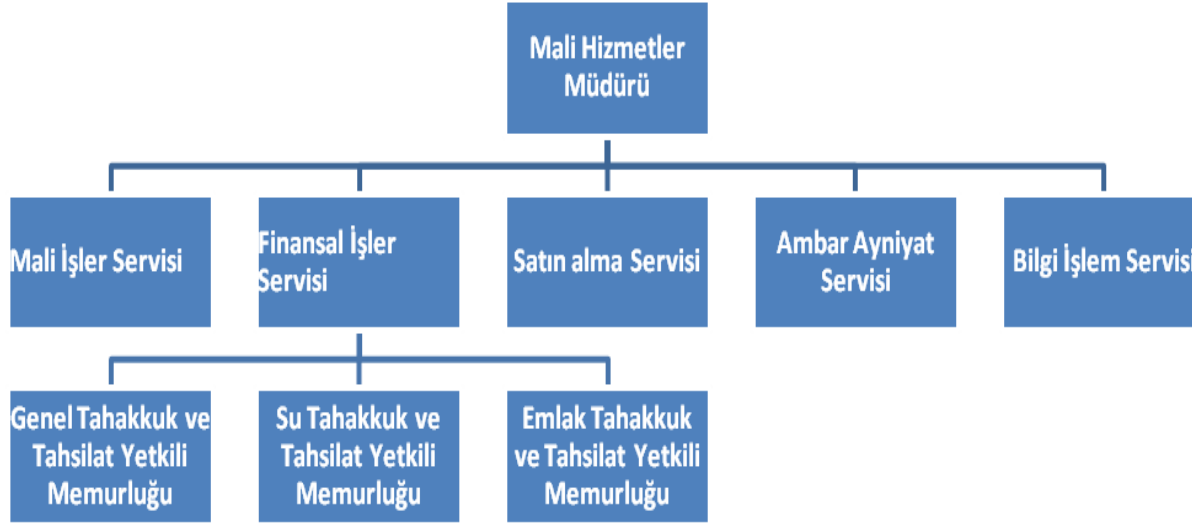 Mali Hizmetler
Müdürü
Mali İşler Servisi
Finansal İşler
Servisi
Satın alma Servisi
Ambar Ayniyat
Servisi
Bilgi İşlem Servisi
Genel Tahakkuk ve
Tahsilat Yetkili
Memurluğu
Su Tahakkuk ve
Tahsilat Yetkili
Memurluğu
Emlak Tahakkuk
ve Tahsilat Yetkili
Memurluğu